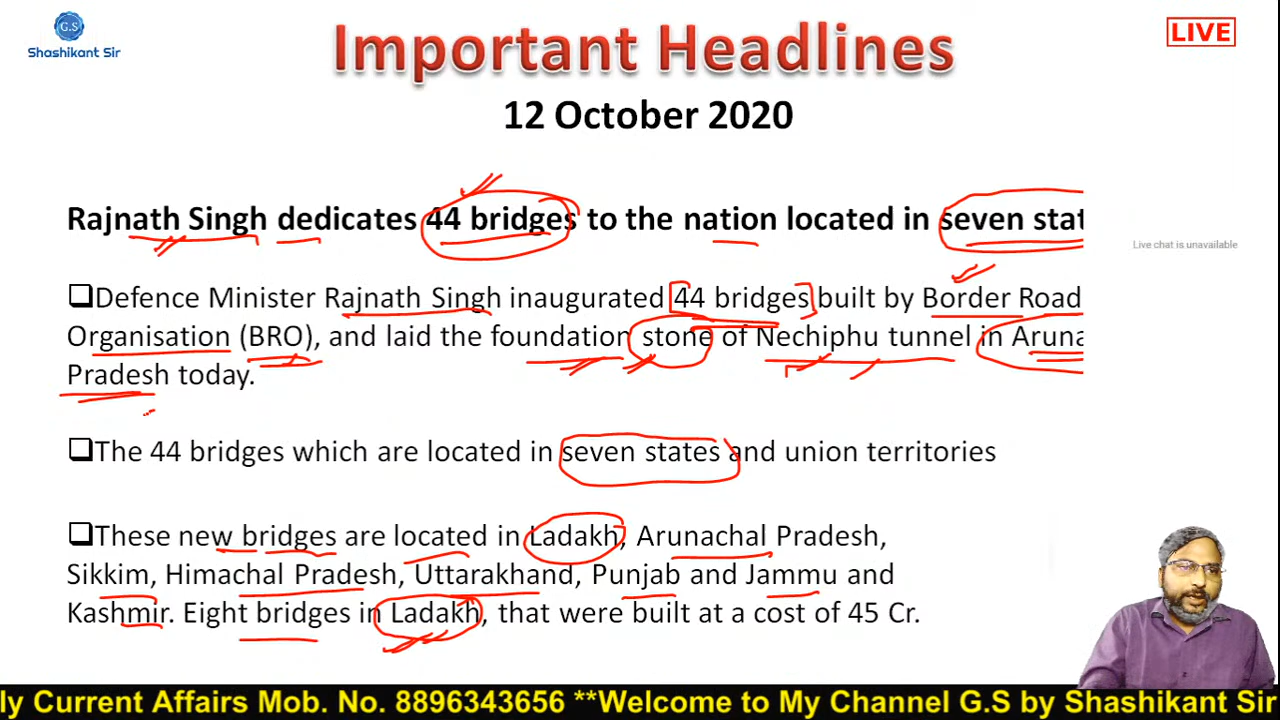 G.S
Shashikant Sir
Important Headlines
LIVE
12 October 2020
Rajnath Singh dedicates 44 bridges to the nation located in seven stat
Live chat is unavailable
❑Defence Minister Rajnath Singh inaugurated 44 bridges built by Border Road
Organisation (BRO), and laid the foundation stone of Nechiphu tunnel in Aruna
Pradesh today.
❑The 44 bridges which are located in seven states and union territories
❑These new bridges are located in Ladakh, Arunachal Pradesh,
Sikkim, Himachal Pradesh, Uttarakhand, Punjab and Jammu and
Kashmir. Eight bridges in Ladakh, that were built at a cost of 45 Cr.
ly Current Affairs Mob. No. 8896343656 **Welcome to My Channel G.S by Shashikant Sir